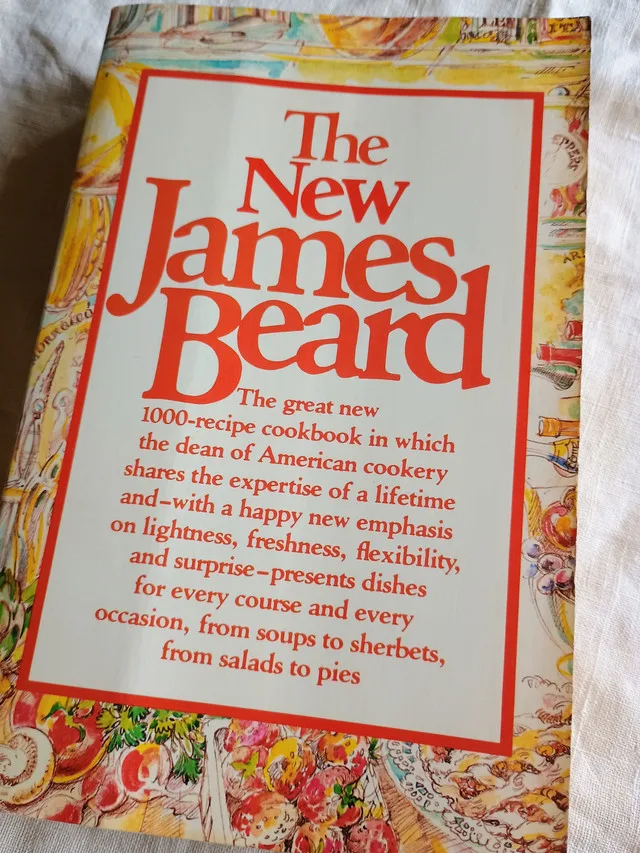 The
New
James
Beard
The great new
1000-recipe cookbook in which
the dean of American cookery
shares the expertise of a lifetime
and–with a happy new emphasis
on lightness, freshness, flexibility,
and surprise–presents dishes
for every course and every
occasion, from soups to sherbets,
from salads to pies